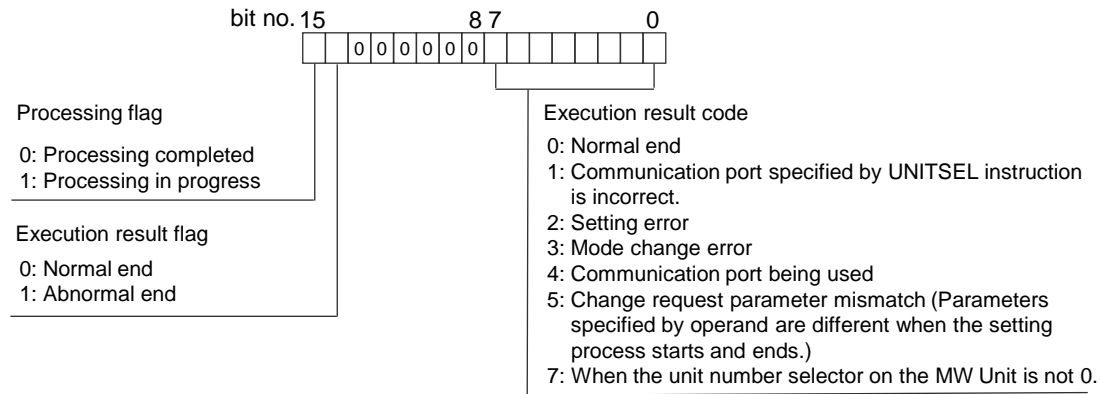 bit no. 15 8 7 0
0 0 0 0 0 0
Processing flag
0: Processing completed
1: Processing in progress
Execution result flag
0: Normal end
1: Abnormal end
Execution result code
0: Normal end
1: Communication port specified by UNITSEL instruction
is incorrect.
2: Setting error
3: Mode change error
4: Communication port being used
5: Change request parameter mismatch (Parameters
specified by operand are different when the setting
process starts and ends.)
7: When the unit number selector on the MW Unit is not 0.